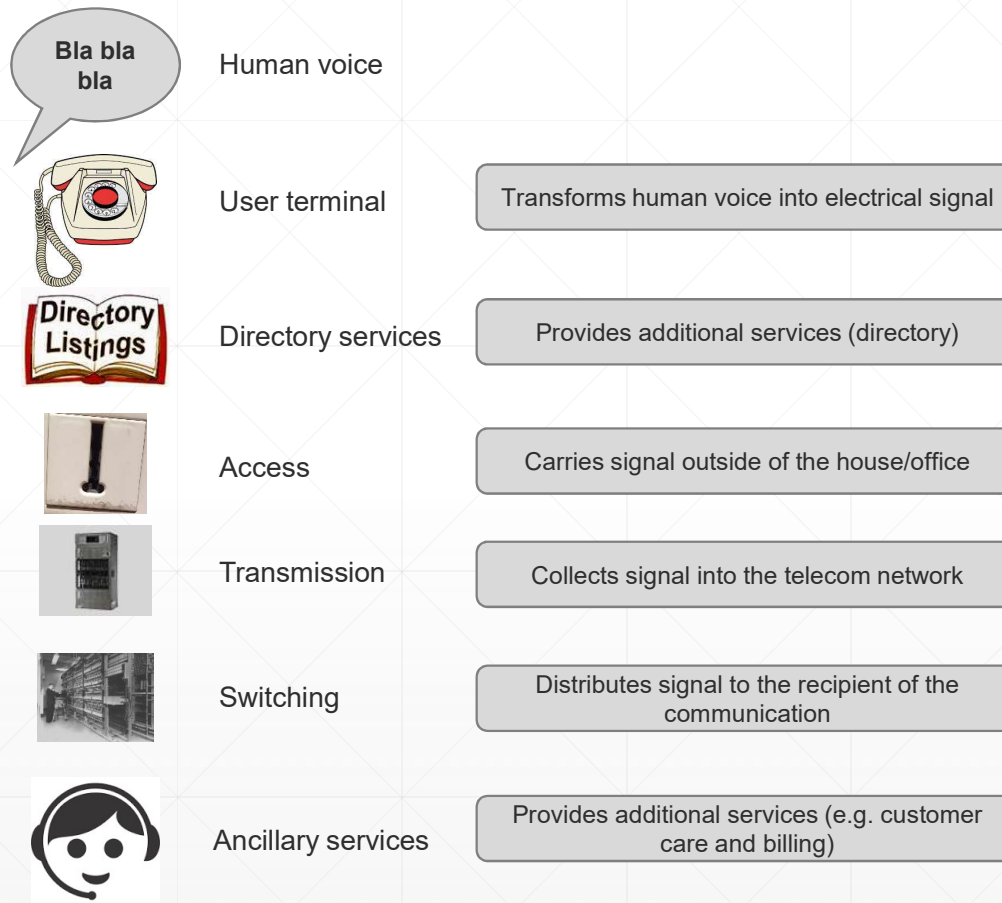 Bla bla
bla
Human voice
User terminal
Transforms human voice into electrical signal
Directory
Listings
Directory services
Provides additional services (directory)
Access
Carries signal outside of the house/office
Transmission
Collects signal into the telecom network
Switching
Distributes signal to the recipient of the
communication
Ancillary services
Provides additional services (e.g. customer
care and billing)